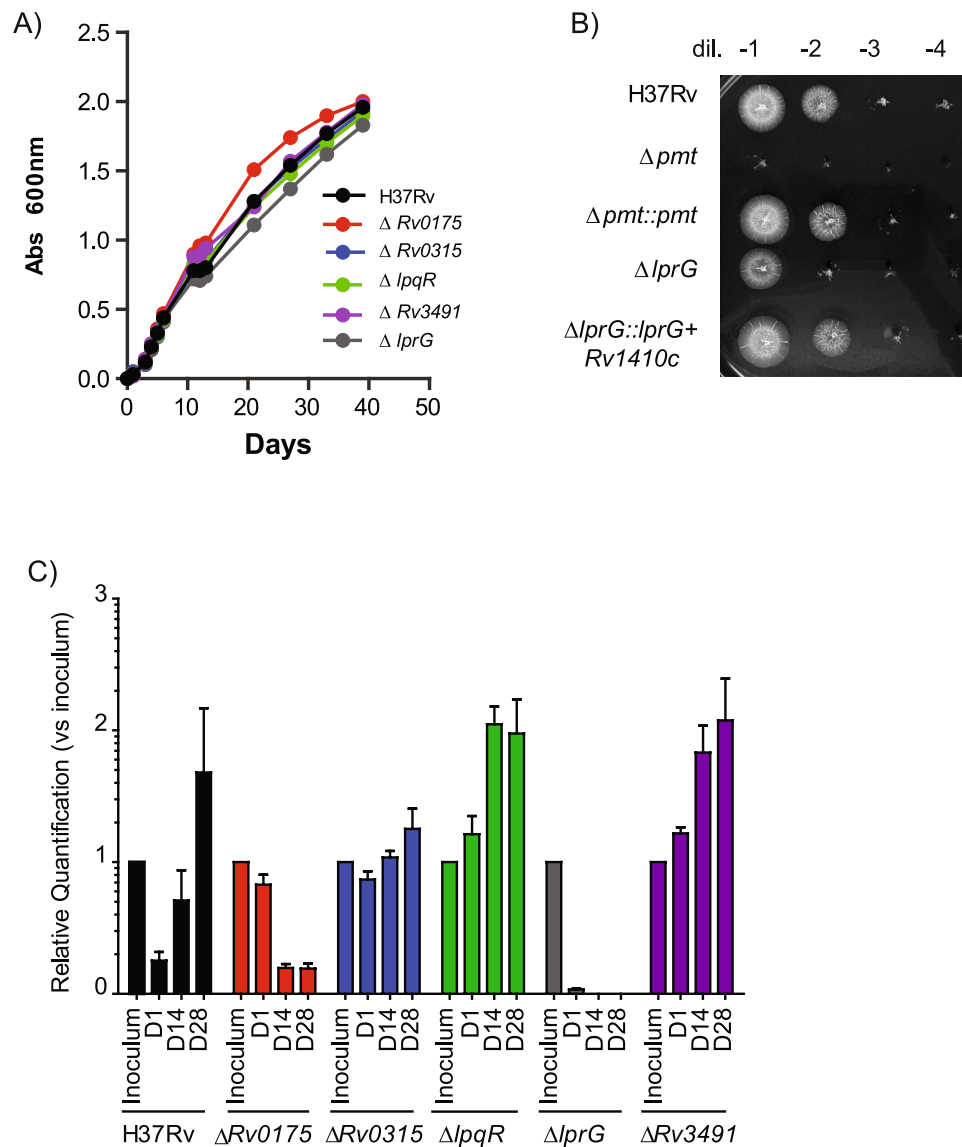 A)
2.5
2.0
1.5
1.0
0.5
0.0
Abs 600nm
0 10 20 30 40 50
Days
H37Rv
Δ Rv0175
Δ Rv0315
Δ lpqR
Δ Rv3491
Δ lprG
B)
dil. -1 -2 -3 -4
H37Rv
Δpmt
Δpmt::pmt
ΔlprG
ΔlprG::lprG+
Rv1410c
C)
3
2
1
0
Relative Quantification (vs inoculum)
Inoculum D1 D14 D28 Inoculum D1 D14 D28 Inoculum D1 D14 D28 Inoculum D1 D14 D28 Inoculum D1 D14 D28 Inoculum D1 D14 D28
H37Rv ΔRv0175 ΔRv0315 ΔlpqR ΔlprG ΔRv3491